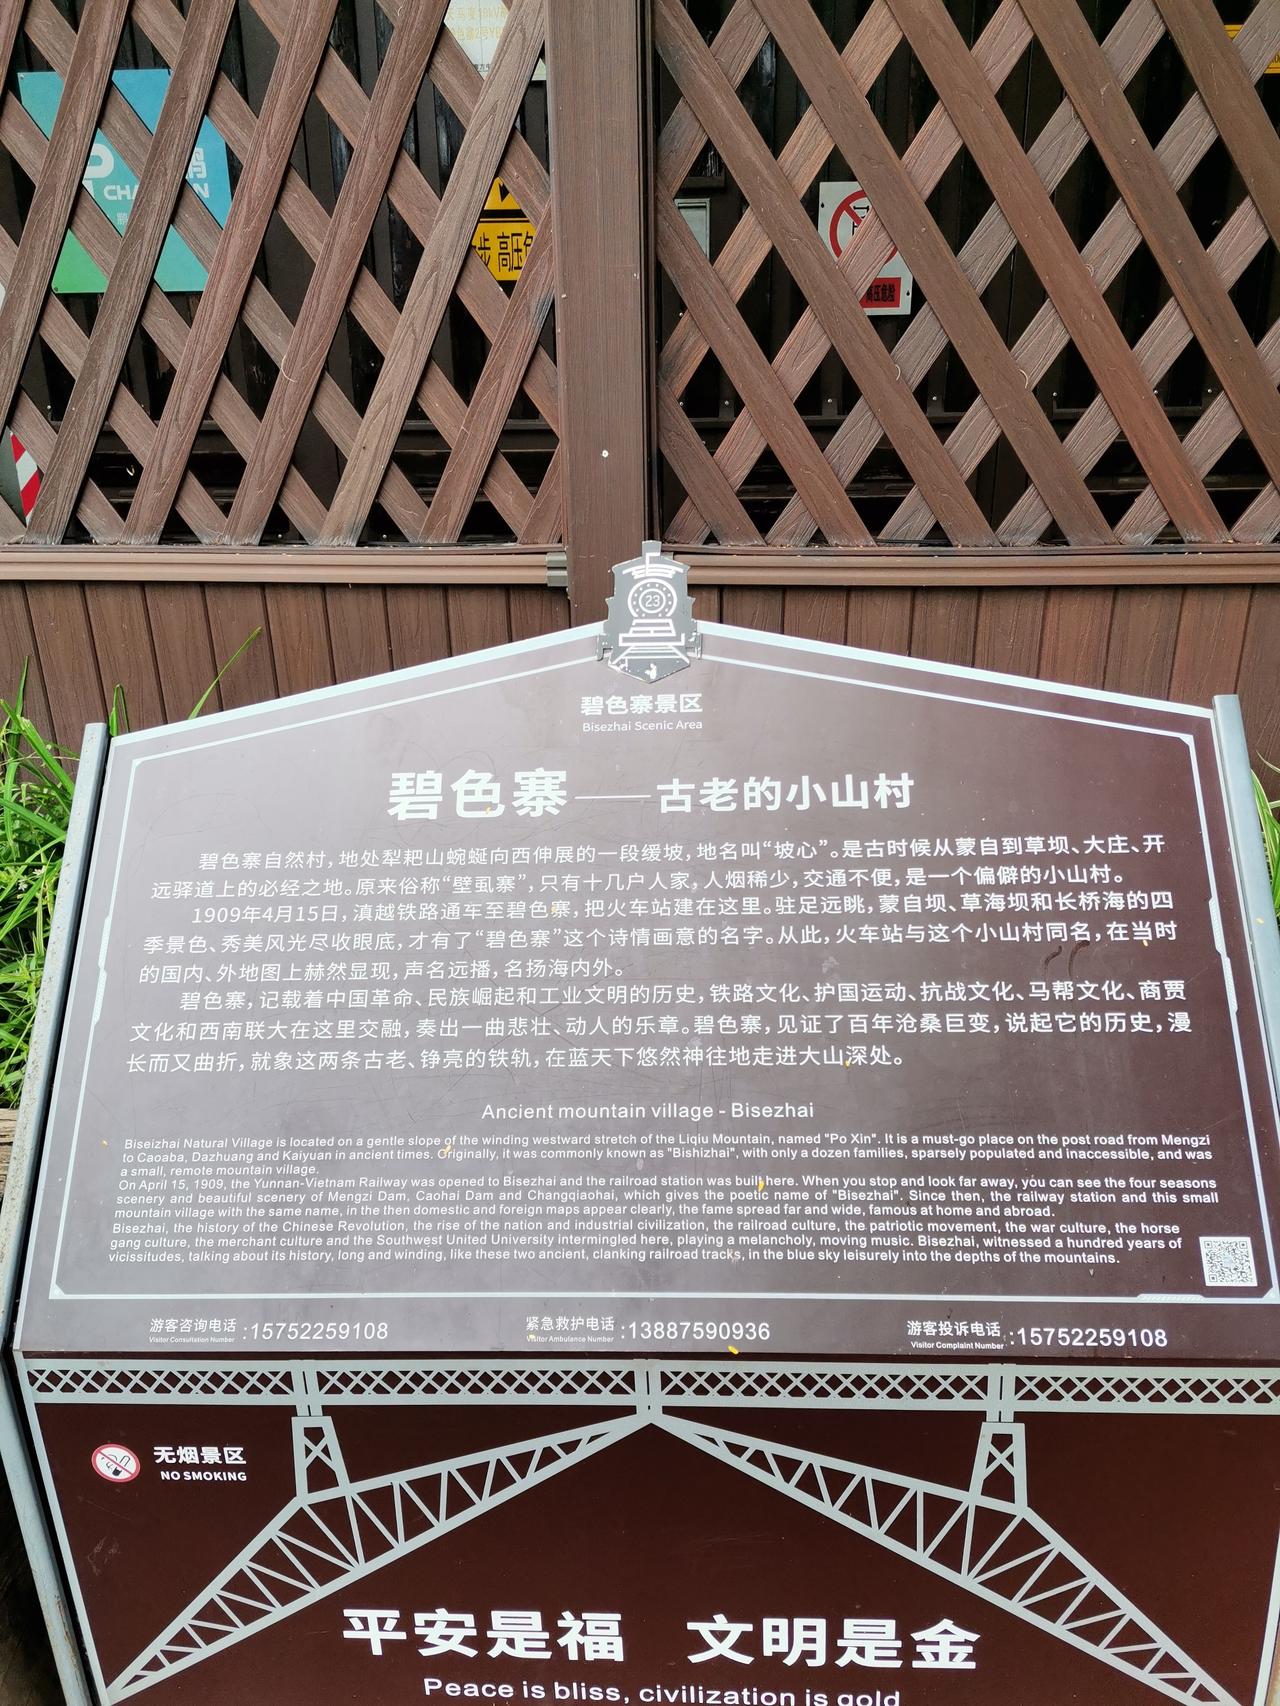 CHA
步 高压危
高压危险
23
碧色寨景区
Bisezhai Scenic Area
碧色寨——古老的小山村
碧色寨自然村，地处犁耙山蜿蜒向西伸展的一段缓坡，地名叫“坡心”。是古时候从蒙自到草坝、大庄、开
远驿道上的必经之地。原来俗称“壁虱寨”，只有十几户人家，人烟稀少，交通不便，是一个偏僻的小山村。
1909年4月15日，滇越铁路通车至碧色寨，把火车站建在这里。驻足远眺，蒙自坝、草海坝和长桥海的四
季景色、秀美风光尽收眼底，才有了“碧色寨”这个诗情画意的名字。从此，火车站与这个小山村同名，在当时
的国内、外地图上赫然显现，声名远播，名扬海内外。
碧色寨，记载着中国革命、民族崛起和工业文明的历史，铁路文化、护国运动、抗战文化、马帮文化、商贾
文化和西南联大在这里交融，奏出一曲悲壮、动人的乐章。碧色寨，见证了百年沧桑巨变，说起它的历史，漫
长而又曲折，就象这两条古老、铮亮的铁轨，在蓝天下悠然神往地走进大山深处。
Ancient mountain village - Bisezhai
Biseizhai Natural Village is located on a gentle slope of the winding westward stretch of the Liqiu Mountain, named "Po Xin". It is a must-go place on the post road from Mengzi
to Caoaba, Dazhuang and Kaiyuan in ancient times. Originally, it was commonly known as "Bishizhai", with only a dozen families, sparsely populated and inaccessible, and was
a small, remote mountain village.
On April 15, 1909, the Yunnan-Vietnam Railway was opened to Bisezhai and the railroad station was built here. When you stop and look far away, you can see the four seasons
scenery and beautiful scenery of Mengzi Dam, Caohai Dam and Changqiaohai, which gives the poetic name of "Bisezhai". Since then, the railway station and this small
mountain village with the same name, in the then domestic and foreign maps appear clearly, the fame spread far and wide, famous at home and abroad.
Bisezhai, the history of the Chinese Revolution, the rise of the nation and industrial civilization, the railroad culture, the patriotic movement, the war culture, the horse
gang culture, the merchant culture and the Southwest United University intermingled here, playing a melancholy, moving music. Bisezhai, witnessed a hundred years of
vicissitudes, talking about its history, long and winding, like these two ancient, clanking railroad tracks, in the blue sky leisurely into the depths of the mountains.
游客咨询电话 :15752259108 紧急救护电话 :13887590936 游客投诉电话 :15752259108
Visitor Consultation Number Visitor Ambulance Number Visitor Complaint Number
无烟景区
NO SMOKING
平安是福 文明是金
Peace is bliss, civilization is gold